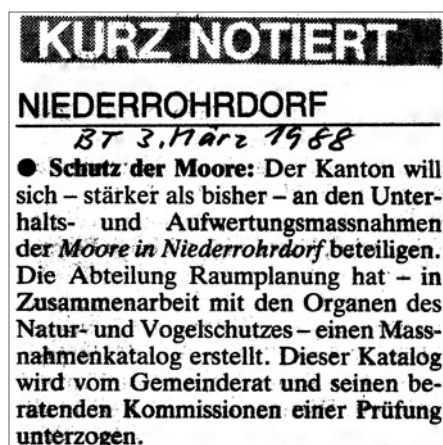 KURZ NOTIERT
NIEDERROHRDORF
BT 3. März 1988
● Schutz der Moore: Der Kanton will
sich – stärker als bisher – an den Unter-
halts- und Aufwertungsmassnahmen
der Moore in Niederrohrdorf beteiligen.
Die Abteilung Raumplanung hat – in
Zusammenarbeit mit den Organen des
Natur- und Vogelschutzes – einen Mass-
nahmenkatalog erstellt. Dieser Katalog
wird vom Gemeinderat und seinen be-
ratenden Kommissionen einer Prüfung
unterzogen.